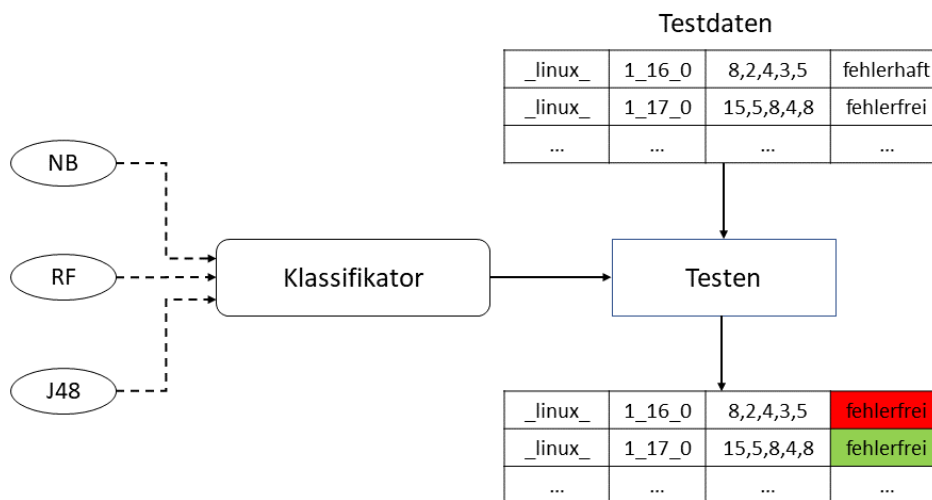 Testdaten
_linux_ 1_16_0 8,2,4,3,5 fehlerhaft
_linux_ 1_17_0 15,5,8,4,8 fehlerfrei
... ... ... ...
NB
RF
J48
Klassifikator
Testen
_linux_ 1_16_0 8,2,4,3,5 fehlerfrei
_linux_ 1_17_0 15,5,8,4,8 fehlerfrei
... ... ... ...